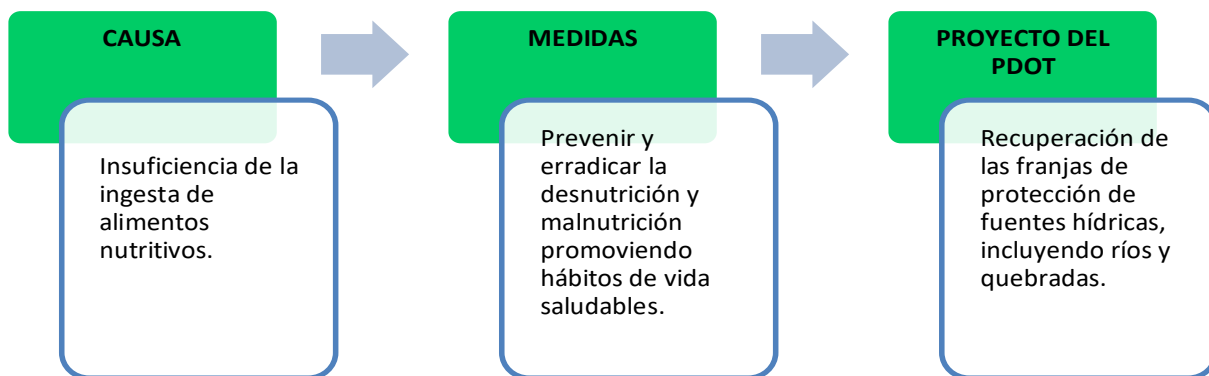 CAUSA
Insuficiencia de la
ingesta de
alimentos
nutritivos.
MEDIDAS
Prevenir y
erradicar la
desnutrición y
malnutrición
promoviendo
hábitos de vida
saludables.
PROYECTO DEL
PDOT
Recuperación de
las franjas de
protección de
fuentes hídricas,
incluyendo ríos y
quebradas.